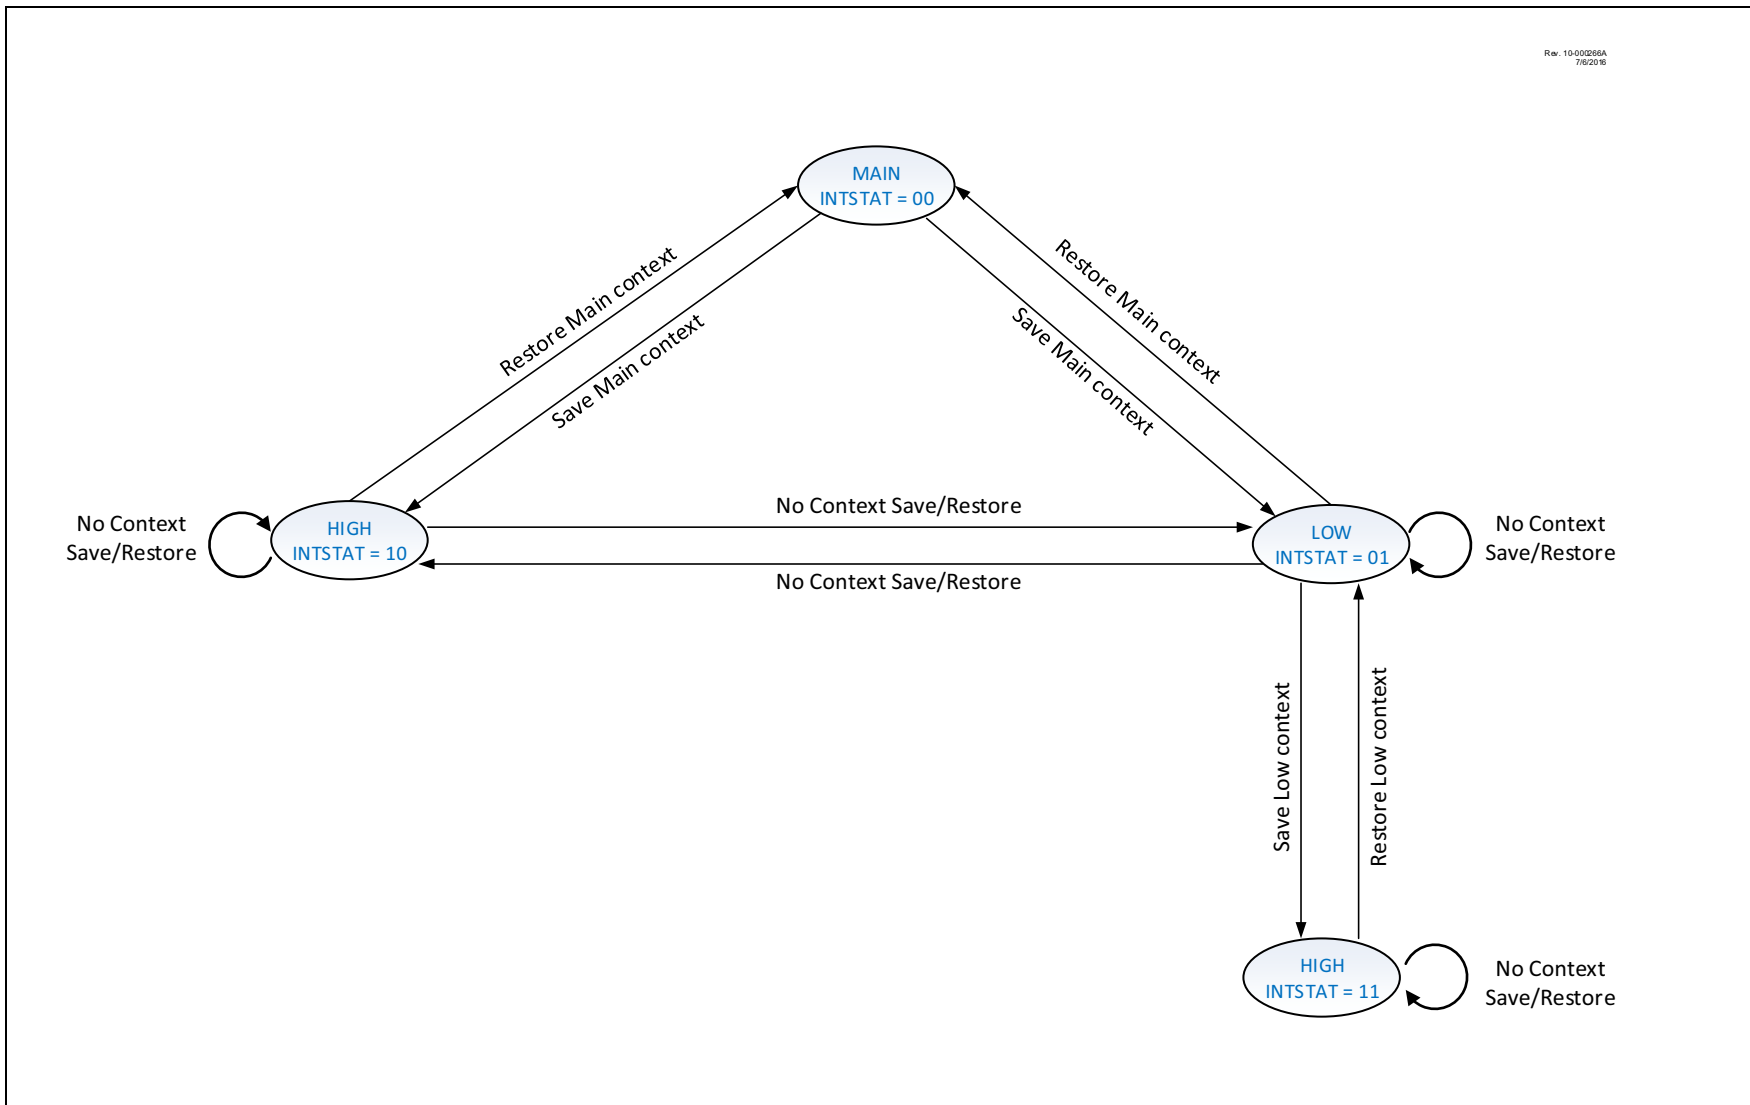 Rev. 10-000266A
7/6/2016
MAIN
INTSTAT = 00
Restore Main context
Save Main context
Save Main context
Restore Main context
No Context
Save/Restore
HIGH
INTSTAT = 10
No Context Save/Restore
No Context Save/Restore
LOW
INTSTAT = 01
No Context
Save/Restore
Save Low context
Restore Low context
HIGH
INTSTAT = 11
No Context
Save/Restore